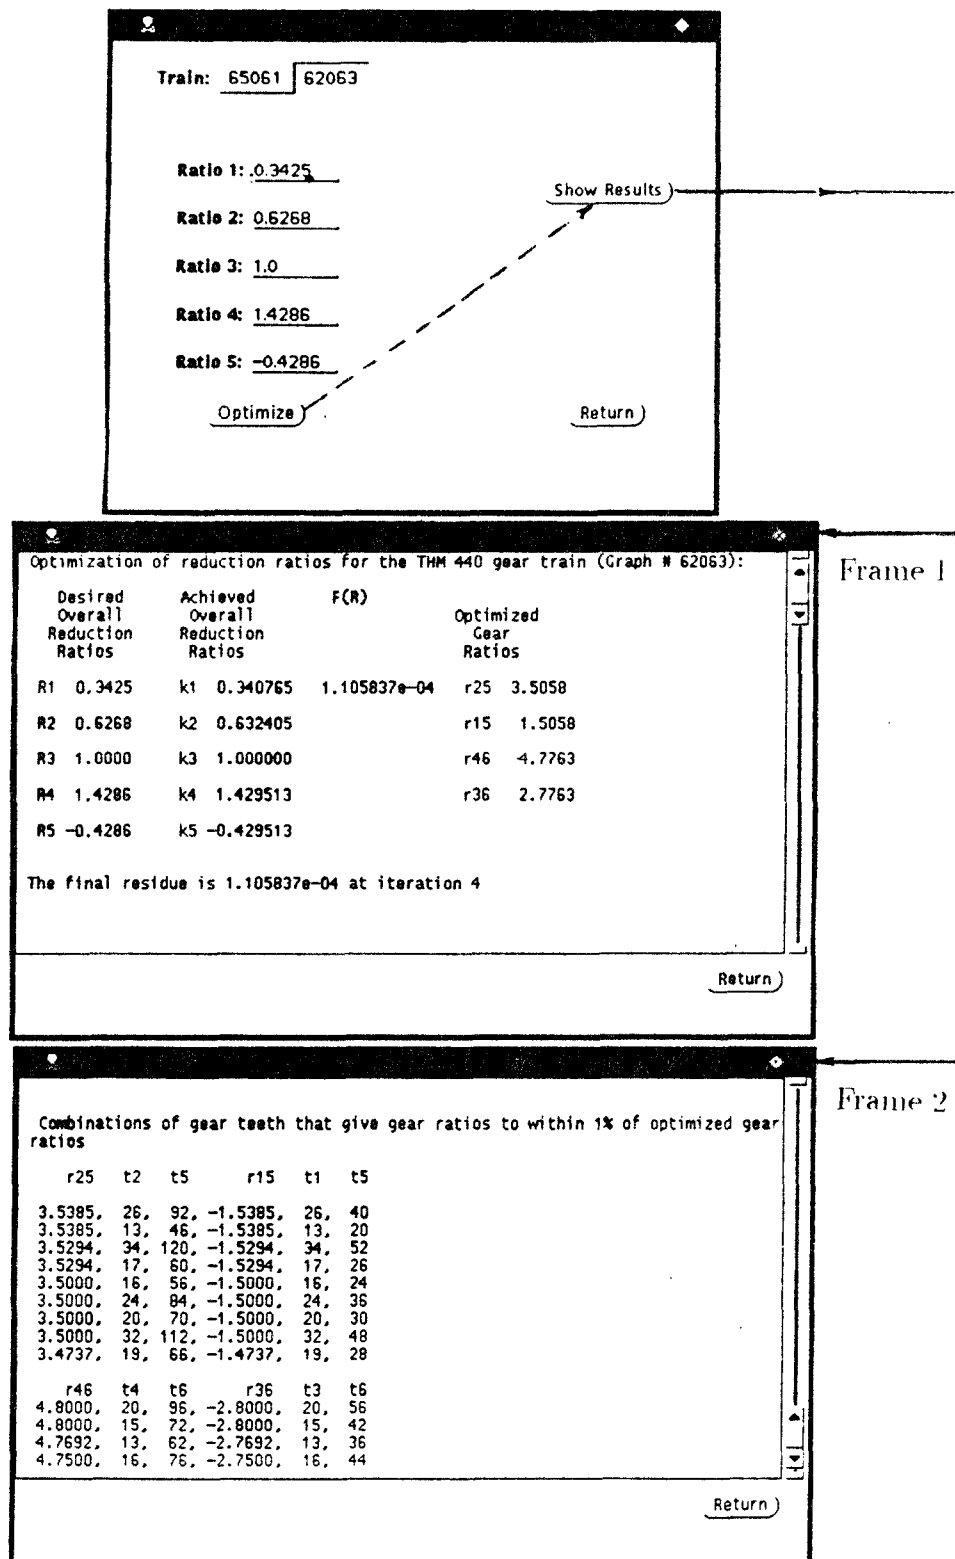 Train: 65061 62063
Ratio 1: .0.3425
Show Results
Ratio 2: 0.6268
Ratio 3: 1.0
Ratio 4: 1.4286
Ratio 5: -0.4286
Optimize Return
Optimization of reduction ratios for the THM 440 gear train (Graph # 62063):
Frame 1
Desired Achieved F(R)
Overall Overall Optimized
Reduction Reduction Gear
Ratios Ratios Ratios
R1 0.3425 k1 0.340765 1.105837e-04 r25 3.5058
R2 0.6268 k2 0.632405 r15 1.5058
R3 1.0000 k3 1.000000 r46 4.7763
R4 1.4286 k4 1.429513 r36 2.7763
R5 -0.4286 k5 -0.429513
The final residue is 1.105837e-04 at iteration 4
Return
Frame 2
Combinations of gear teeth that give gear ratios to within 1% of optimized gear
ratios
r25 t2 t5 r15 t1 t5
3.5385, 26, 92, -1.5385, 26, 40
3.5385, 13, 46, -1.5385, 13, 20
3.5294, 34, 120, -1.5294, 34, 52
3.5294, 17, 60, -1.5294, 17, 26
3.5000, 16, 56, -1.5000, 16, 24
3.5000, 24, 84, -1.5000, 24, 36
3.5000, 20, 70, -1.5000, 20, 30
3.5000, 32, 112, -1.5000, 32, 48
3.4737, 19, 66, -1.4737, 19, 28
r46 t4 t6 r36 t3 t6
4.8000, 20, 96, -2.8000, 20, 56
4.8000, 15, 72, -2.8000, 15, 42
4.7692, 13, 62, -2.7692, 13, 36
4.7500, 16, 76, -2.7500, 16, 44
Return